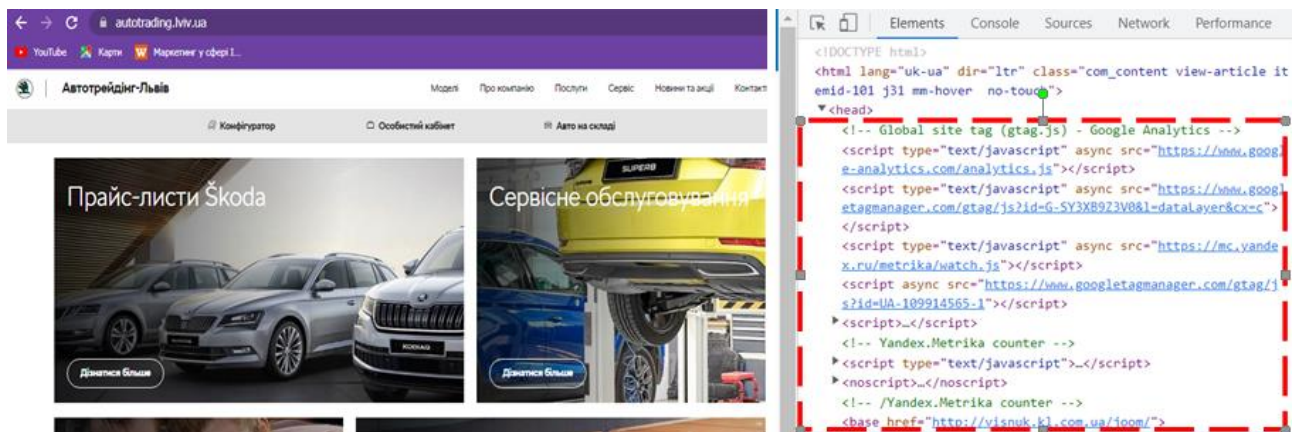 autotrading.lviv.ua
YouTube Карти Маркетинг у сфері І...
Автотрейдінг-Львів Моделі Про компанію Послуги Сервіс Новини та акції Контакт
Конфігуратор Особистий кабінет Авто на складі
Прайс-листи Škoda
KODIAQ
Дізнатися більше
Сервісне обслуговування
SUPERB
Дізнатися більше
Elements Console Sources Network Performance
<!DOCTYPE html>
<html lang="uk-ua" dir="ltr" class="com_content view-article it
emid-101 j31 mm-hover no-touch">
▼<head>
<!-- Global site tag (gtag.js) - Google Analytics -->
<script type="text/javascript" async src="https://www.googl
e-analytics.com/analytics.js"></script>
<script type="text/javascript" async src="https://www.googl
etagmanager.com/gtag/js?id=G-SY3XB9Z3V0&l=dataLayer&cx=c">
</script>
<script type="text/javascript" async src="https://mc.yande
x.ru/metrika/watch.js"></script>
<script async src="https://www.googletagmanager.com/gtag/j
s?id=UA-109914565-1"></script>
▶<script>…</script>
<!-- Yandex.Metrika counter -->
▶<script type="text/javascript">…</script>
▶<noscript>…</noscript>
<!-- /Yandex.Metrika counter -->
<base href="http://visnuk.kl.com.ua/joom/">